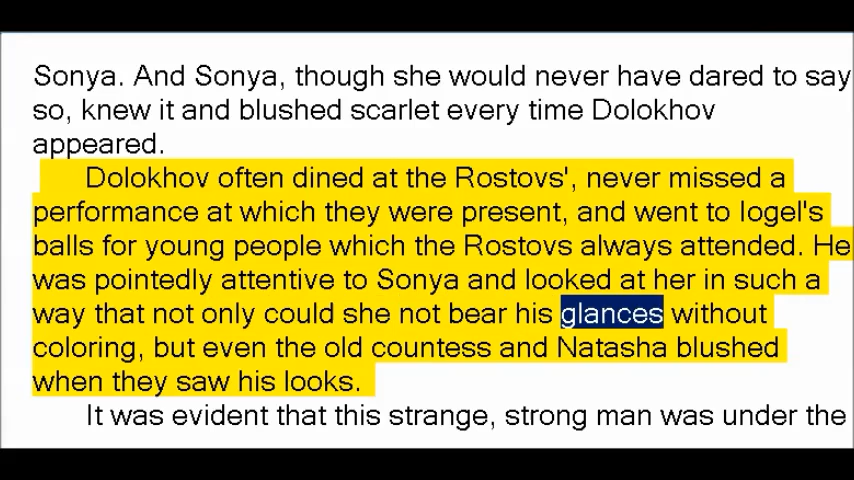 Sonya. And Sonya, though she would never have dared to say
so, knew it and blushed scarlet every time Dolokhov
appeared.
Dolokhov often dined at the Rostovs', never missed a
performance at which they were present, and went to Iogel's
balls for young people which the Rostovs always attended. He
was pointedly attentive to Sonya and looked at her in such a
way that not only could she not bear his glances without
coloring, but even the old countess and Natasha blushed
when they saw his looks.
It was evident that this strange, strong man was under the